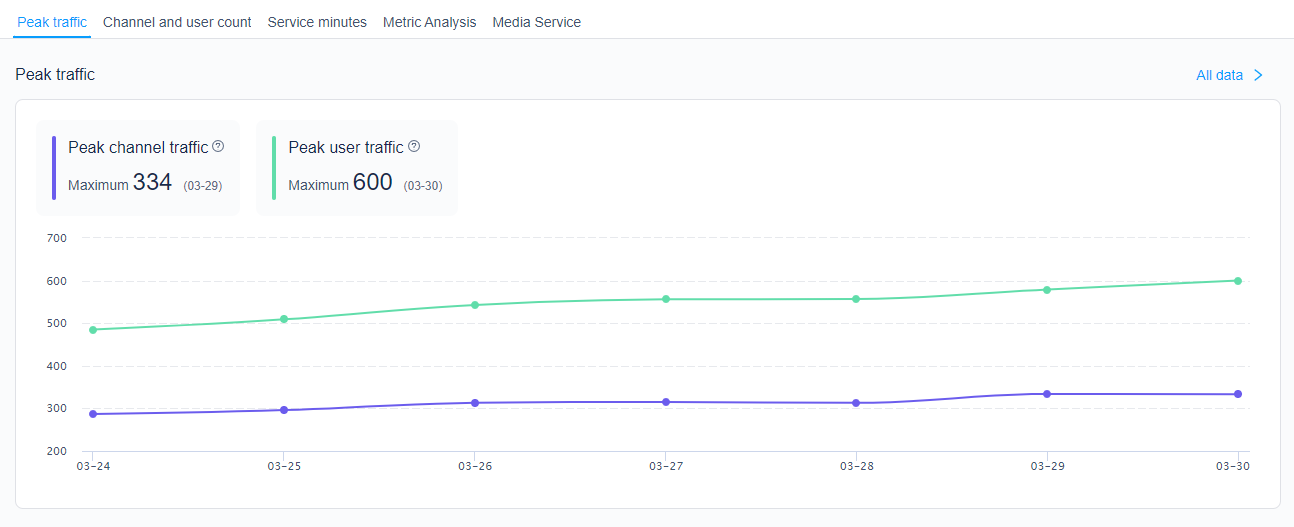 Peak traffic Channel and user count Service minutes Metric Analysis Media Service
Peak traffic All data
Peak channel traffic Peak user traffic
Maximum 334 (03-29) Maximum 600 (03-30)
700
600
500
400
300
200
03-24 03-25 03-26 03-27 03-28 03-29 03-30